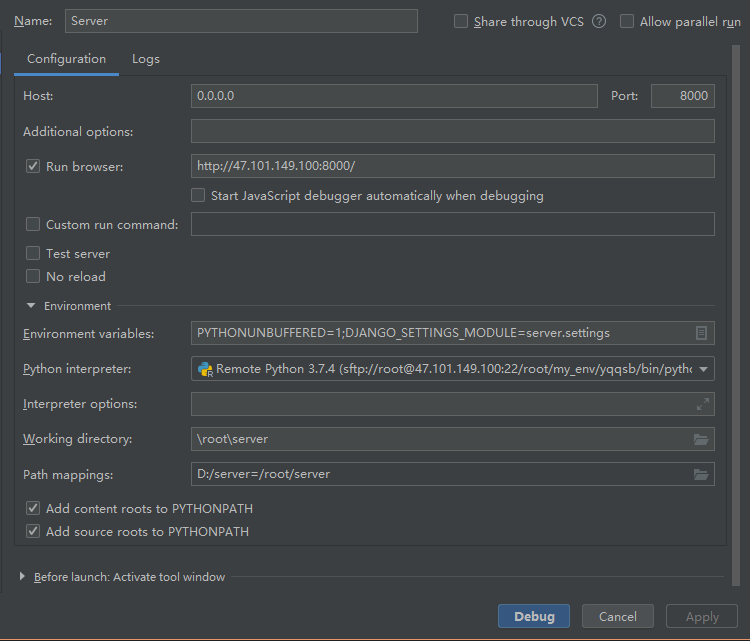 Name: Server Share through VCS ? Allow parallel run
Configuration Logs
Host: 0.0.0.0 Port: 8000
Additional options:
Run browser: http://47.101.149.100:8000/
Start JavaScript debugger automatically when debugging
Custom run command:
Test server
No reload
Environment
Environment variables: PYTHONUNBUFFERED=1;DJANGO_SETTINGS_MODULE=server.settings
Python interpreter: Remote Python 3.7.4 (sftp://root@47.101.149.100:22/root/my_env/yqqsb/bin/pytho
Interpreter options:
Working directory: \root\server
Path mappings: D:/server=/root/server
Add content roots to PYTHONPATH
Add source roots to PYTHONPATH
Before launch: Activate tool window
Debug Cancel Apply